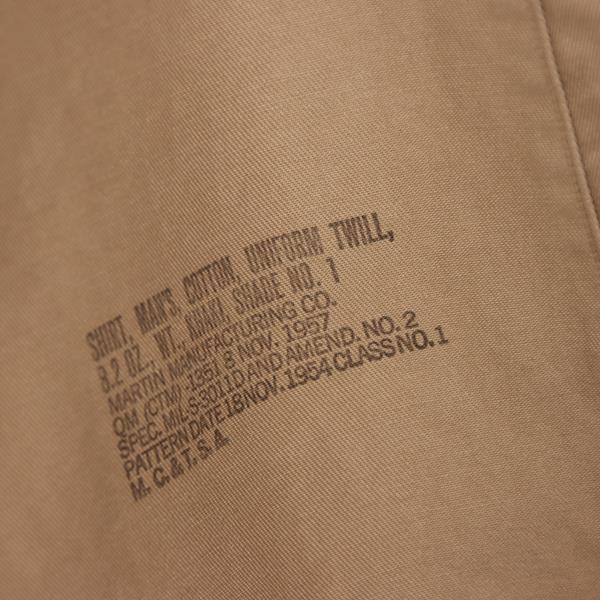 SHIRT, MAN'S, COTTON, UNIFORM TWILL,
8.2 OZ., WT. KHAKI, SHADE NO. 1
MARTIN MANUFACTURING CO.
QM (CTM)-1351 8 NOV. 1957
SPEC. MIL-S-3011D AND AMEND. NO. 2
PATTERN DATE 18 NOV. 1954 CLASS NO. 1
M. C. & T. S. A.